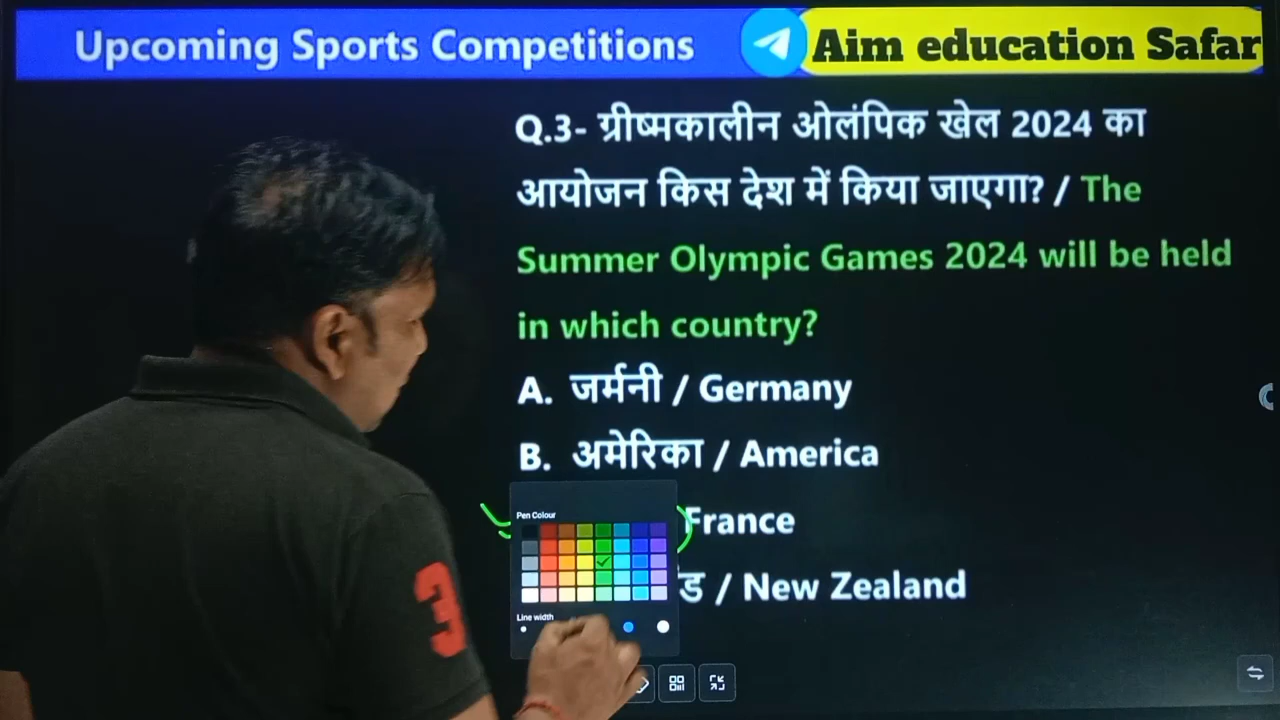 Upcoming Sports Competitions
Aim education Safar
Q.3- ग्रीष्मकालीन ओलंपिक खेल 2024 का
आयोजन किस देश में किया जाएगा? / The
Summer Olympic Games 2024 will be held
in which country?
A. जर्मनी / Germany
B. अमेरिका / America
France
ड / New Zealand
Pen Colour
Line width
3